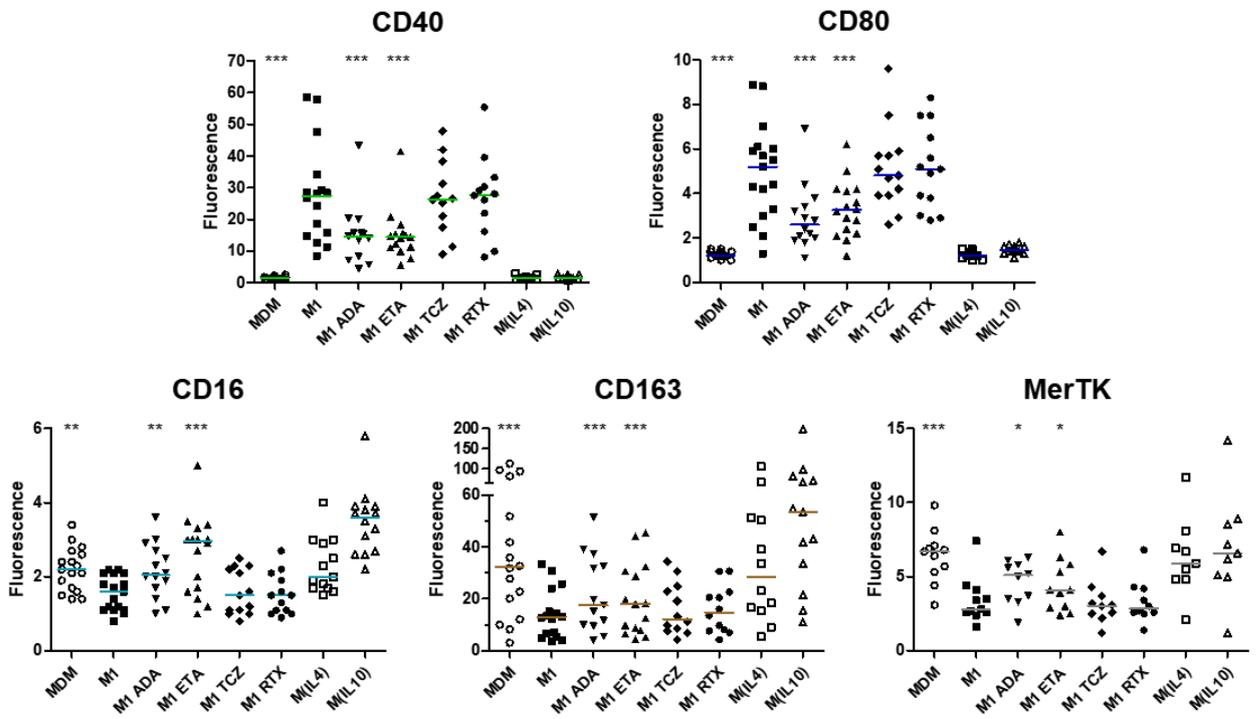 CD40
70
60
50
40
30
20
10
0
Fluorescence
*** *** ***
MDM
M1
M1 ADA
M1 ETA
M1 TCZ
M1 RTX
M(IL4)
M(IL10)
CD80
10
8
6
4
2
0
Fluorescence
*** *** ***
MDM
M1
M1 ADA
M1 ETA
M1 TCZ
M1 RTX
M(IL4)
M(IL10)
CD16
6
4
2
0
Fluorescence
** ** ***
MDM
M1
M1 ADA
M1 ETA
M1 TCZ
M1 RTX
M(IL4)
M(IL10)
CD163
200
150
100
60
40
20
0
Fluorescence
*** *** ***
MDM
M1
M1 ADA
M1 ETA
M1 TCZ
M1 RTX
M(IL4)
M(IL10)
MerTK
15
10
5
0
Fluorescence
*** * *
MDM
M1
M1 ADA
M1 ETA
M1 TCZ
M1 RTX
M(IL4)
M(IL10)